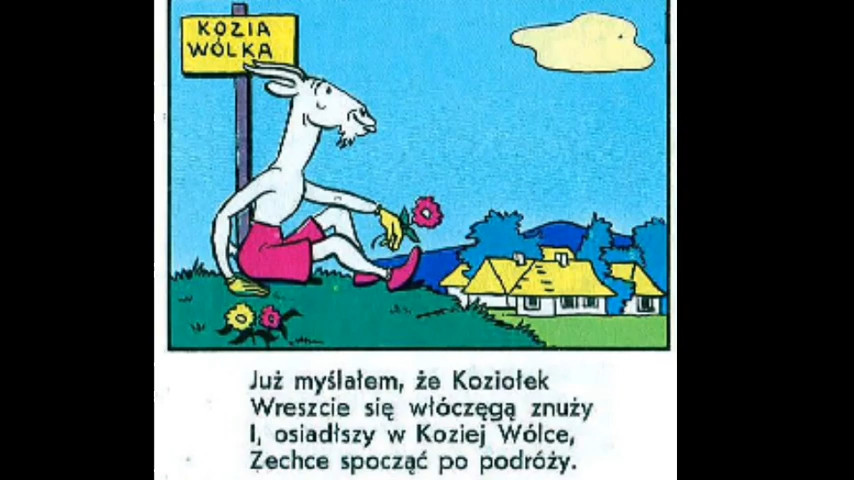 KOZIA
WÓLKA
Już myślałem, że Koziołek
Wreszcie się włóczęgą znuży
I, osiadłszy w Koziej Wólce,
Zechce spocząć po podróży.